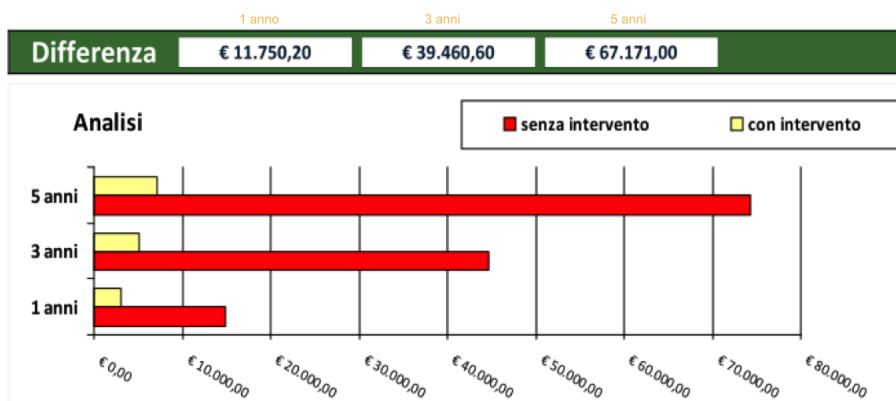 1 anno 3 anni 5 anni
Differenza € 11.750,20 € 39.460,60 € 67.171,00
Analisi
senza intervento con intervento
5 anni
3 anni
1 anni
€ 0,00 € 10.000,00 € 20.000,00 € 30.000,00 € 40.000,00 € 50.000,00 € 60.000,00 € 70.000,00 € 80.000,00